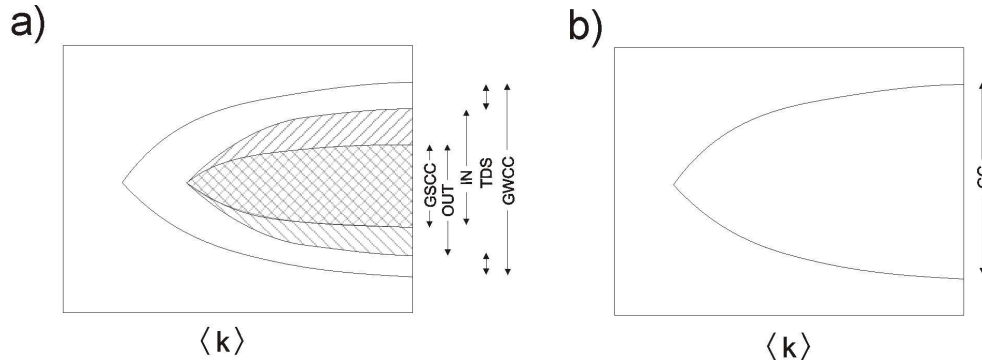 a)
b)
GSCC
OUT
IN
TDS
GWCC
⟨k⟩
⟨k⟩